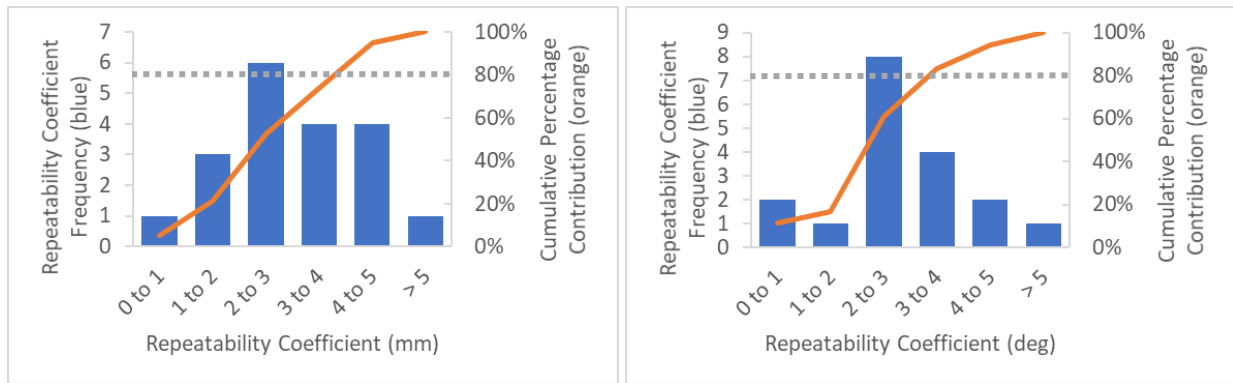 Repeatability Coefficient
Frequency (blue)
7
6
5
4
3
2
1
0
100%
80%
60%
40%
20%
0%
Cumulative Percentage
Contribution (orange)
0 to 1
1 to 2
2 to 3
3 to 4
4 to 5
> 5
Repeatability Coefficient (mm)
Repeatability Coefficient
Frequency (blue)
9
8
7
6
5
4
3
2
1
0
100%
80%
60%
40%
20%
0%
Cumulative Percentage
Contribution (orange)
0 to 1
1 to 2
2 to 3
3 to 4
4 to 5
> 5
Repeatability Coefficient (deg)